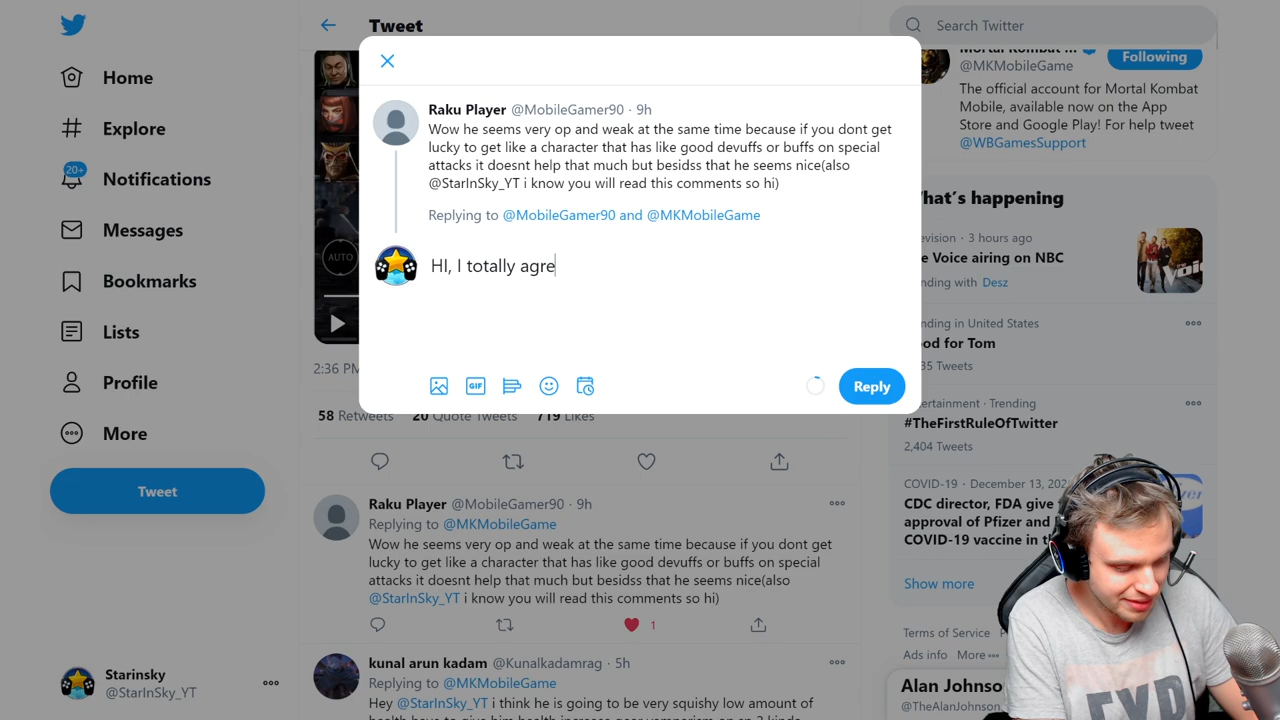 Home
Explore
20+
Notifications
Messages
Bookmarks
Lists
Profile
More
Tweet
Starinsky
@StarInSky_YT
Tweet
AUTO
2:36 PM
58 Retweets 20 Quote Tweets 719 Likes
Raku Player @MobileGamer90 · 9h
Wow he seems very op and weak at the same time because if you dont get
lucky to get like a character that has like good devuffs or buffs on special
attacks it doesnt help that much but besidss that he seems nice(also
@StarInSky_YT i know you will read this comments so hi)
Replying to @MobileGamer90 and @MKMobileGame
HI, I totally agre
GIF
Reply
Raku Player @MobileGamer90 · 9h
Replying to @MKMobileGame
Wow he seems very op and weak at the same time because if you dont get
lucky to get like a character that has like good devuffs or buffs on special
attacks it doesnt help that much but besidss that he seems nice(also
@StarInSky_YT i know you will read this comments so hi)
1
kunal arun kadam @Kunalkadamrag · 5h
Replying to @MKMobileGame
Hey @StarInSky_YT i think he is going to be very squishy low amount of
Search Twitter
Mortal Kombat ...
@MKMobileGame
Following
The official account for Mortal Kombat
Mobile, available now on the App
Store and Google Play! For help tweet
@WBGamesSupport
hat's happening
evision · 3 hours ago
e Voice airing on NBC
nding with Desz
nding in United States
od for Tom
35 Tweets
ertainment · Trending
#TheFirstRuleOfTwitter
2,404 Tweets
COVID-19 · December 13, 202
CDC director, FDA give
approval of Pfizer and
COVID-19 vaccine in t
Show more
Terms of Service
Ads info More
Alan Johnso
@TheAlanJohnson